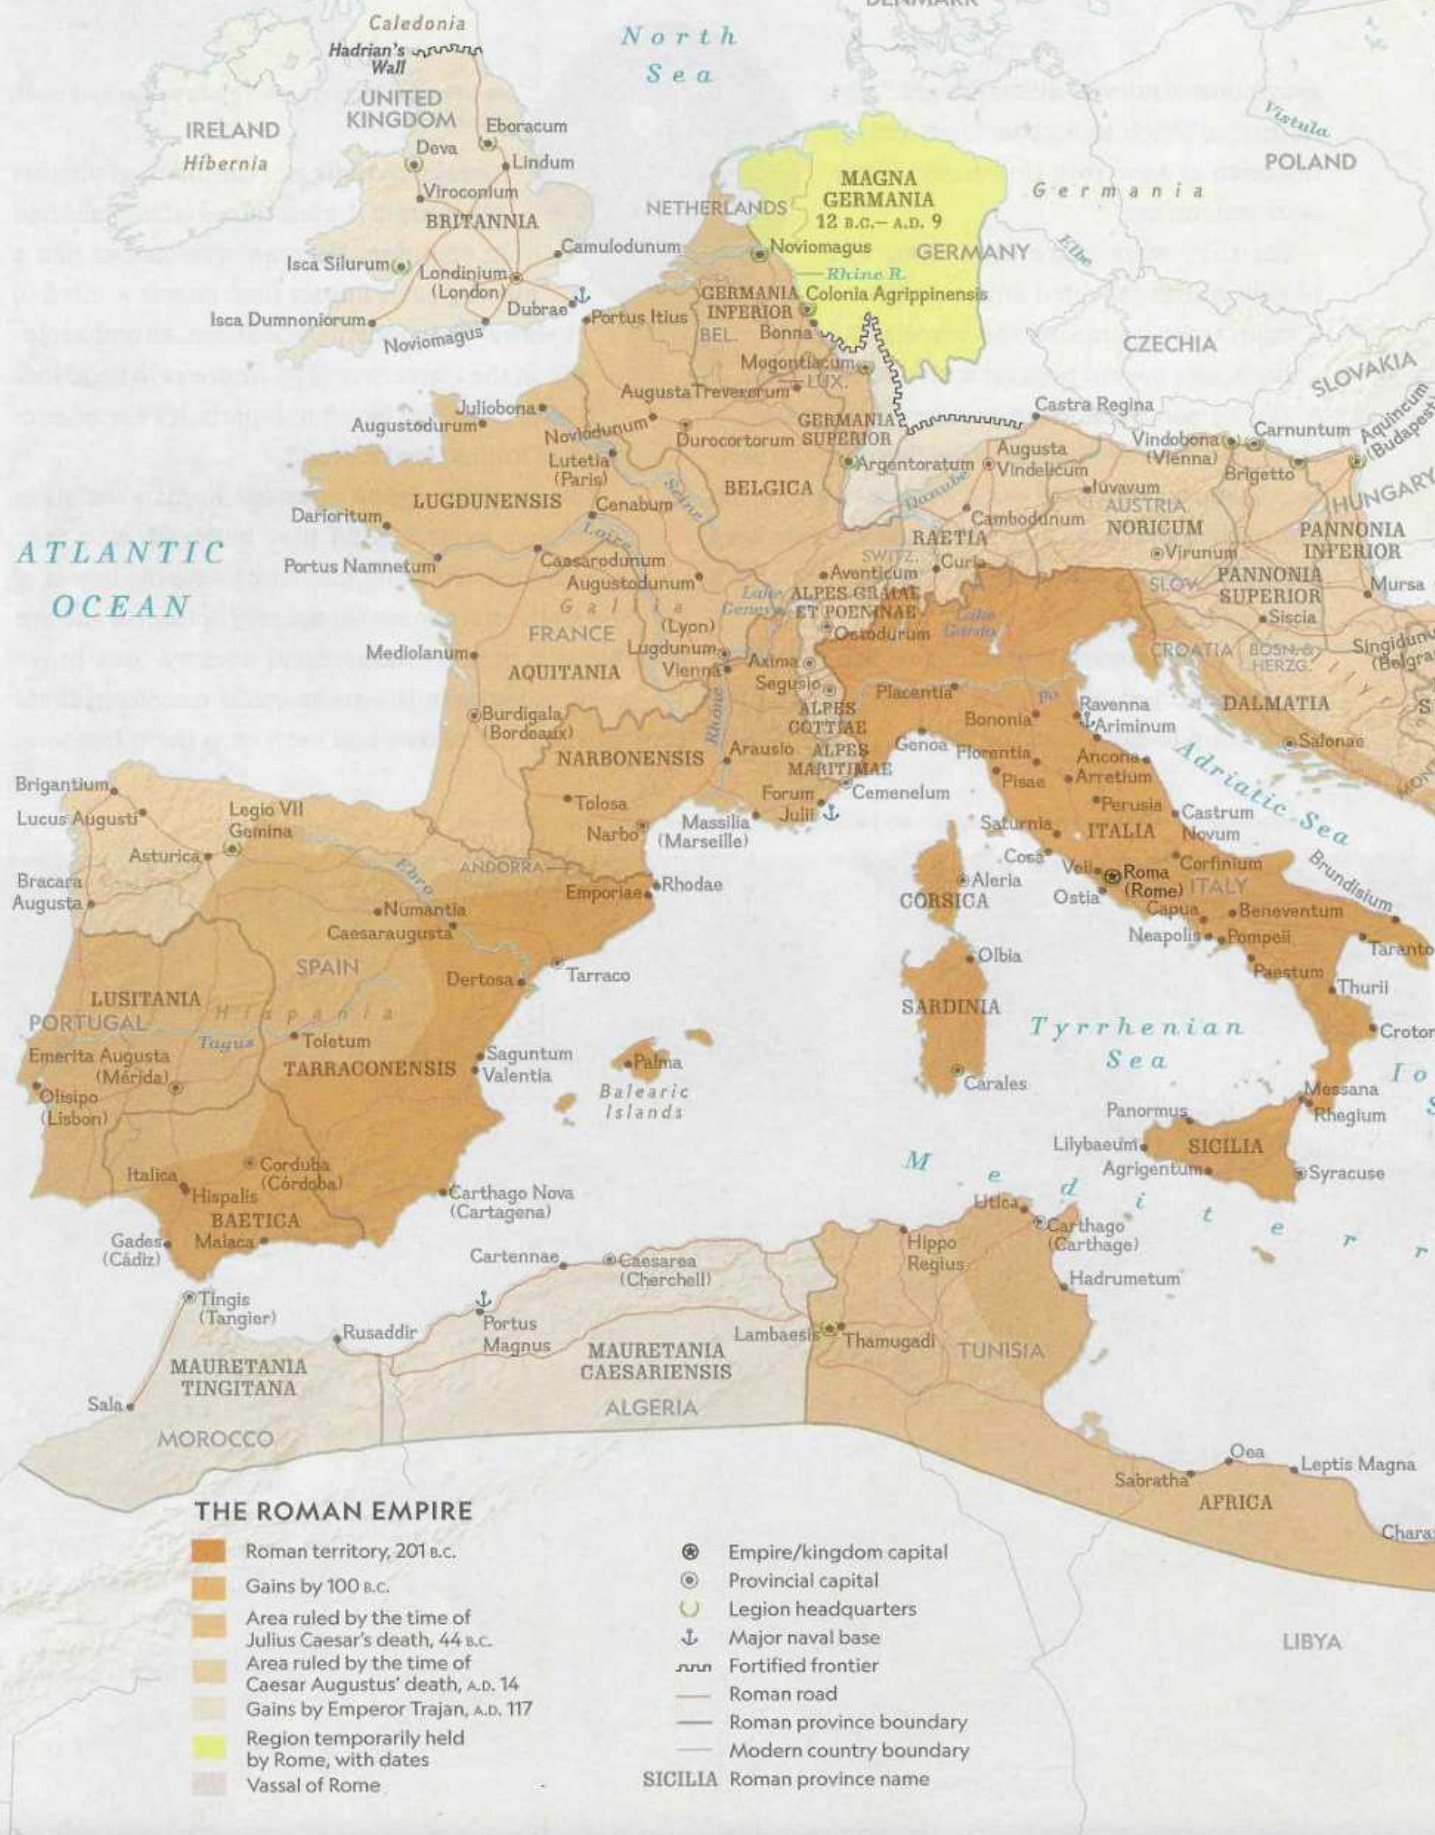 DENMARK
Caledonia
North
Sea
Hadrian's
Wall
UNITED
KINGDOM
IRELAND
Hibernia
Eboracum
Deva
Lindum
Viroconium
BRITANNIA
Camulodunum
Isca Silurum
Londinium
(London)
Dubrae
Isca Dumnoniorum
Noviomagus
Portus Itius
Vistula
POLAND
Germania
MAGNA
GERMANIA
12 B.C.— A.D. 9
NETHERLANDS
Noviomagus
GERMANY
Elbe
Rhine R.
GERMANIA
INFERIOR
Colonia Agrippinensis
BEL.
Bonna
CZECHIA
Mogontiacum
LUX.
SLOVAKIA
Augusta Treverorum
Juliobona
Augustodurum
Noviodunum
Durocortorum
GERMANIA
SUPERIOR
Castra Regina
Vindobona
(Vienna)
Carnuntum
Aquincum
(Budapest
Lutetia
(Paris)
Argentoratum
Augusta
Vindelicum
Brigetto
LUGDUNENSIS
Seine
BELGICA
Danube
Iuvavum
AUSTRIA
HUNGARY
Cenabum
Cambodunum
NORICUM
Darioritum
Loire
RAETIA
PANNONIA
INFERIOR
ATLANTIC
OCEAN
Portus Namnetum
Caesarodunum
SWITZ.
Curia
Virunum
Augustodunum
Aventicum
SLOV.
PANNONIA
SUPERIOR
Mursa
Gallia
Lake
Geneva
ALPES GRAIAE
ET POENINAE
Lake
Garda
Siscia
FRANCE
(Lyon)
Lugdunum
Octodurum
CROATIA
BOSN. &
HERZG.
Singidunu
(Belgra
Mediolanum
Vienna
Axima
AQUITANIA
Segusio
Placentia
Po
Illyr
DALMATIA
Burdigala
(Bordeaux)
Rhône
ALPES
COTTIAE
Bononia
Ravenna
Ariminum
Salonae
NARBONENSIS
Arausio
ALPES
MARITIMAE
Genoa
Florentia
Ancona
MON
Adriatic Sea
Brigantium
Pisae
Arretium
Tolosa
Forum
Julii
Cemenelum
Lucus Augusti
Legio VII
Gemina
Narbo
Massilia
(Marseille)
Perusia
Castrum
Novum
Saturnia
ITALIA
Asturica
Cosa
Veii
Corfinium
Brundisium
Bracara
Augusta
Ebro
ANDORRA
Emporiae
Rhodae
Aleria
CORSICA
Roma
(Rome)
ITALY
Ostia
Numantia
Capua
Beneventum
Caesaraugusta
Neapolis
Pompeii
Taranto
SPAIN
Dertosa
Tarraco
Olbia
Paestum
LUSITANIA
Hispania
SARDINIA
Thurii
PORTUGAL
Tagus
Toletum
Tyrrhenian
Sea
Croton
Emerita Augusta
(Mérida)
TARRACONENSIS
Saguntum
Valentia
Palma
Io
S
Olisipo
(Lisbon)
Balearic
Islands
Carales
Messana
Rhegium
Panormus
Italica
Corduba
(Córdoba)
Lilybaeum
SICILIA
Agrigentum
Syracuse
Hispalis
Carthago Nova
(Cartagena)
Mediterr
BAETICA
Utica
Gades
(Cádiz)
Malaca
Cartennae
Caesarea
(Cherchell)
Hippo
Regius
Carthago
(Carthage)
Hadrumetum
Tingis
(Tangier)
Rusaddir
Portus
Magnus
Lambaesis
Thamugadi
TUNISIA
MAURETANIA
TINGITANA
MAURETANIA
CAESARIENSIS
Sala
ALGERIA
MOROCCO
Oea
Leptis Magna
Sabratha
AFRICA
Chara
LIBYA
THE ROMAN EMPIRE
Roman territory, 201 B.C.
Gains by 100 B.C.
Area ruled by the time of
Julius Caesar's death, 44 B.C.
Area ruled by the time of
Caesar Augustus' death, A.D. 14
Gains by Emperor Trajan, A.D. 117
Region temporarily held
by Rome, with dates
Vassal of Rome
Empire/kingdom capital
Provincial capital
Legion headquarters
Major naval base
Fortified frontier
Roman road
Roman province boundary
Modern country boundary
SICILIA Roman province name